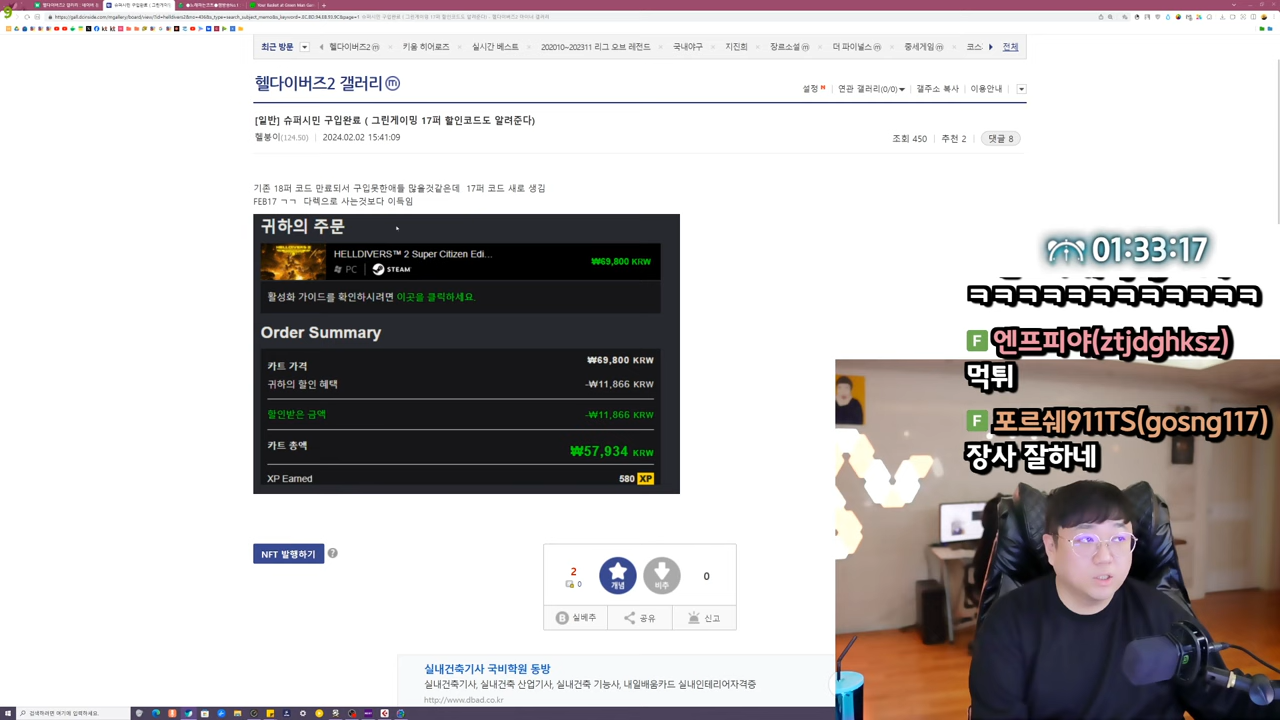 최근 방문
헬다이버즈2 ⓜ
키움 히어로즈
실시간 베스트
202010~202311 리그 오브 레전드
국내야구
지진희
장르소설 ⓜ
더 파이널스 ⓜ
중세게임 ⓜ
코스
전체
헬다이버즈2 갤러리 ⓜ
설정 N
연관 갤러리(0/0)
갤주소 복사
이용안내
[일반] 슈퍼시민 구입완료 ( 그린게이밍 17퍼 할인코드도 알려준다)
헬붕이(124.50)
2024.02.02 15:41:09
조회 450
추천 2
댓글 8
기존 18퍼 코드 만료되서 구입못한애들 많을것같은데 17퍼 코드 새로 생김
FEB17 ㄱㄱ 다렉으로 사는것보다 이득임
귀하의 주문
HELLDIVERS™ 2 Super Citizen Edi...
₩69,800 KRW
PC
STEAM
활성화 가이드를 확인하시려면 이곳을 클릭하세요.
Order Summary
카트 가격
₩69,800 KRW
귀하의 할인 혜택
-₩11,866 KRW
할인받은 금액
-₩11,866 KRW
카트 총액
₩57,934 KRW
XP Earned
580 XP
NFT 발행하기
?
2
0
개념
비추
0
B 실베추
공유
신고
실내건축기사 국비학원 동방
실내건축기사, 실내건축 산업기사, 실내건축 기능사, 내일배움카드 실내인테리어자격증
http://www.dbad.co.kr
01:33:17
ㅋㅋㅋㅋㅋㅋㅋㅋㅋㅋㅋㅋ
F 엔프피야(ztjdghksz)
먹튀
F 포르쉐911TS(gosng117)
장사 잘하네
검색하려면 여기에 입력하세요.